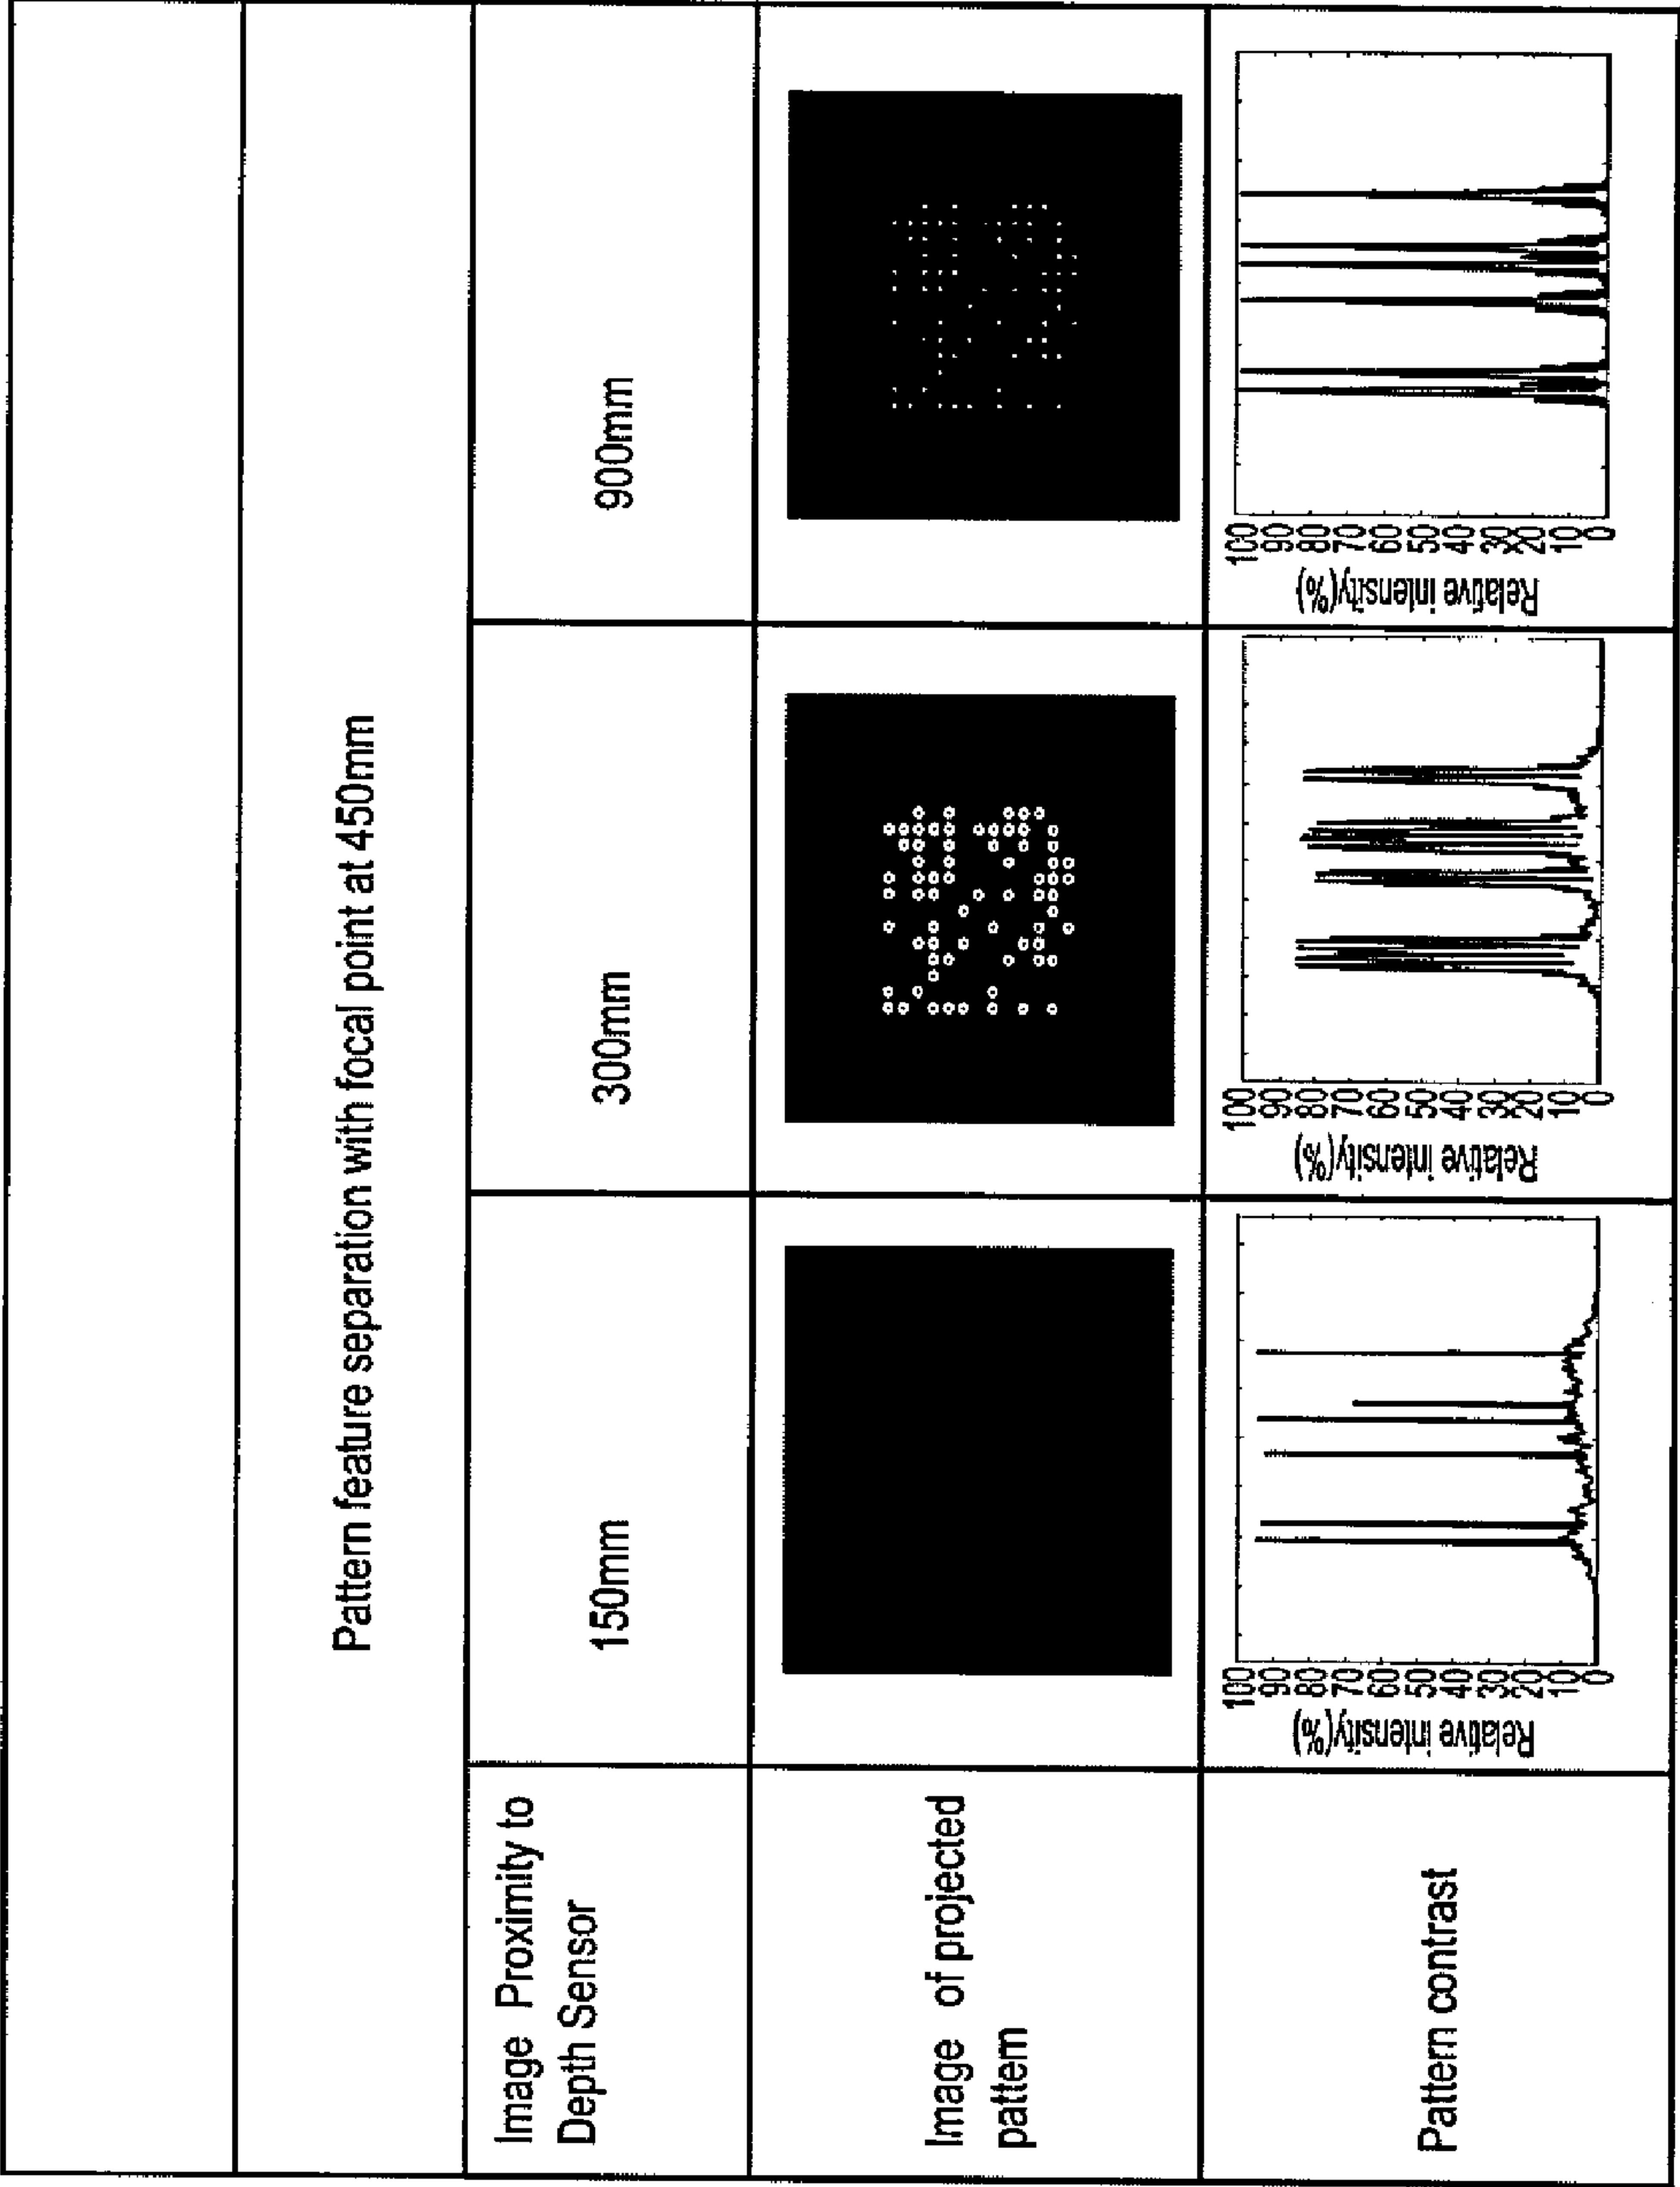 Pattern feature separation with focal point at 450mm
Image Proximity to
Depth Sensor
150mm
300mm
900mm
Image of projected
pattern
Pattern contrast
Relative intensity(%)
100
90
80
70
60
50
40
30
20
10
0
Relative intensity(%)
100
90
80
70
60
50
40
30
20
10
0
Relative intensity(%)
100
90
80
70
60
50
40
30
20
10
0